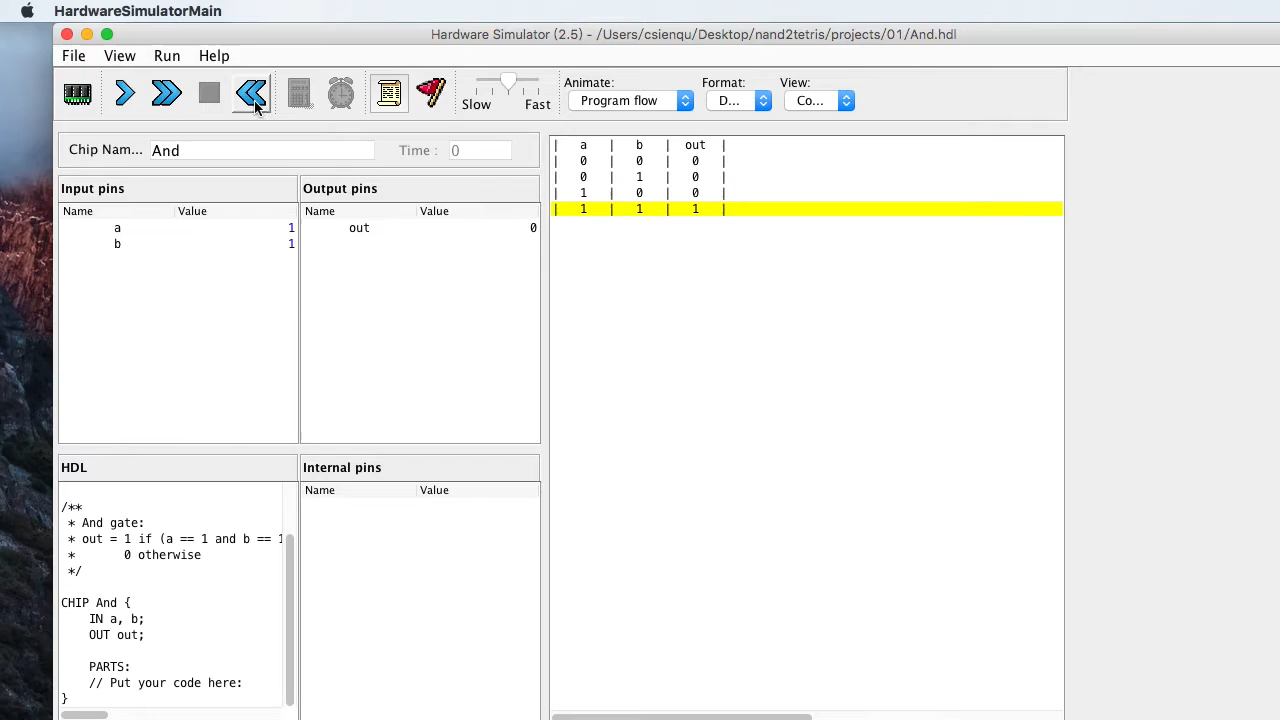 HardwareSimulatorMain
Hardware Simulator (2.5) - /Users/csienqu/Desktop/nand2tetris/projects/01/And.hdl
File View Run Help
Slow Fast
Animate: Format: View:
Program flow D... Co...
Chip Nam... And Time : 0
Input pins
Name Value
a 1
b 1
Output pins
Name Value
out 0
| a | b | out |
| 0 | 0 | 0 |
| 0 | 1 | 0 |
| 1 | 0 | 0 |
| 1 | 1 | 1 |
HDL
/**
* And gate:
* out = 1 if (a == 1 and b == 1
* 0 otherwise
*/
CHIP And {
IN a, b;
OUT out;
PARTS:
// Put your code here:
}
Internal pins
Name Value